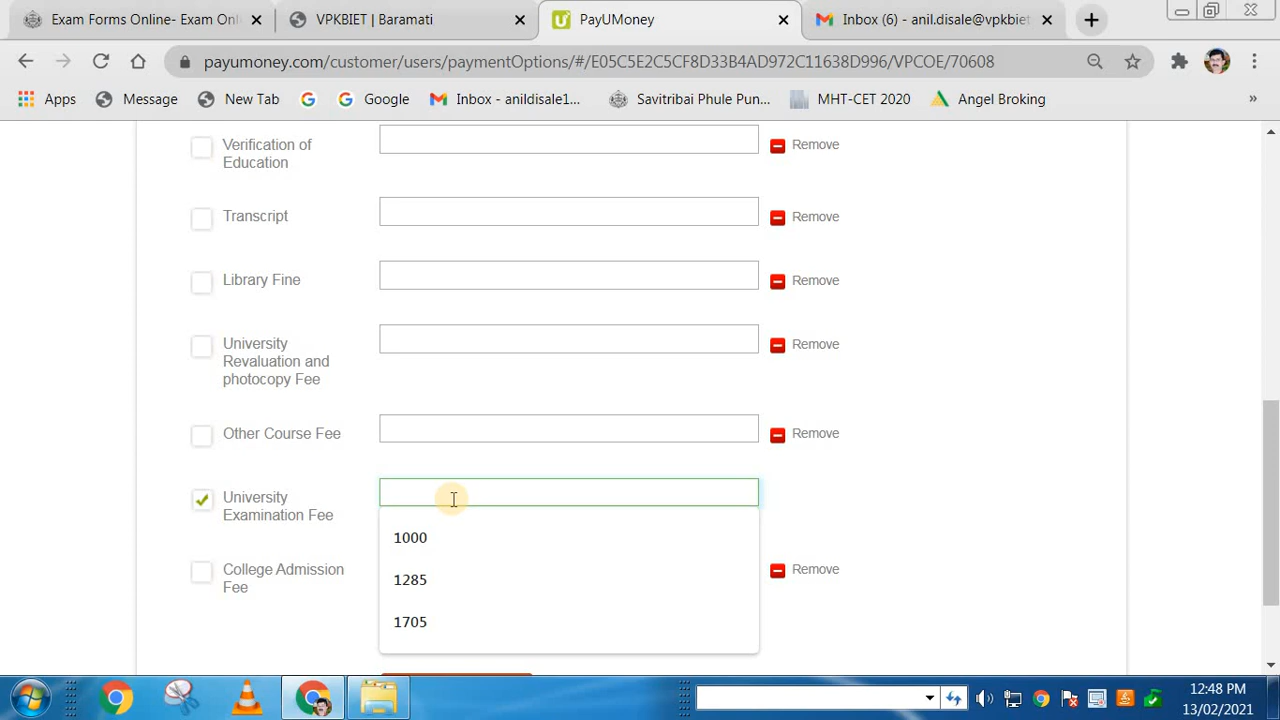 Exam Forms Online- Exam Onl
VPKBIET | Baramati
PayUMoney
Inbox (6) - anil.disale@vpkbiet
payumoney.com/customer/users/paymentOptions/#/E05C5E2C5CF8D33B4AD972C11638D996/VPCOE/70608
Apps
Message
New Tab
Google
Inbox - anildisale1...
Savitribai Phule Pun...
MHT-CET 2020
Angel Broking
»
Verification of
Education
Remove
Transcript
Remove
Library Fine
Remove
University
Revaluation and
photocopy Fee
Remove
Other Course Fee
Remove
University
Examination Fee
1000
1285
1705
College Admission
Fee
Remove
12:48 PM
13/02/2021